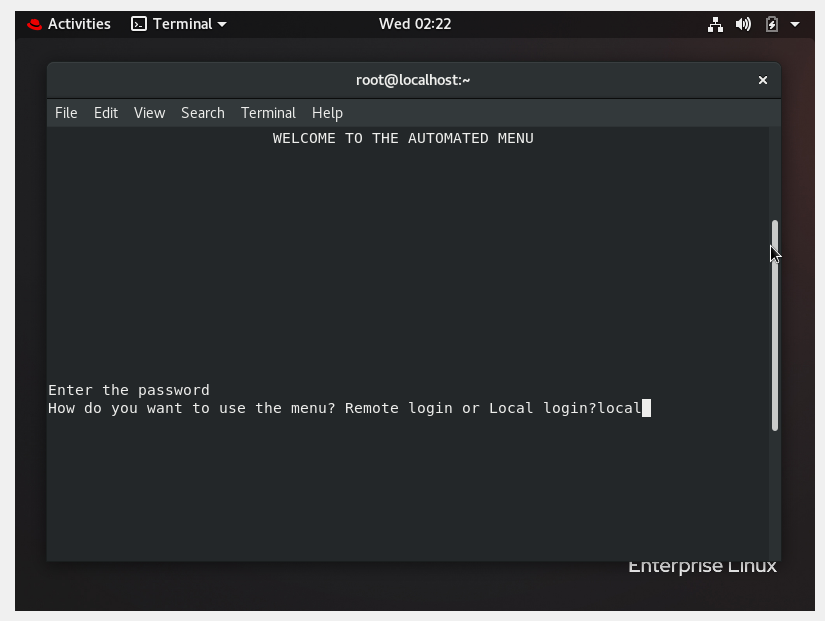 Activities Terminal Wed 02:22
root@localhost:~
File Edit View Search Terminal Help
WELCOME TO THE AUTOMATED MENU
Enter the password
How do you want to use the menu? Remote login or Local login?local
Enterprise Linux